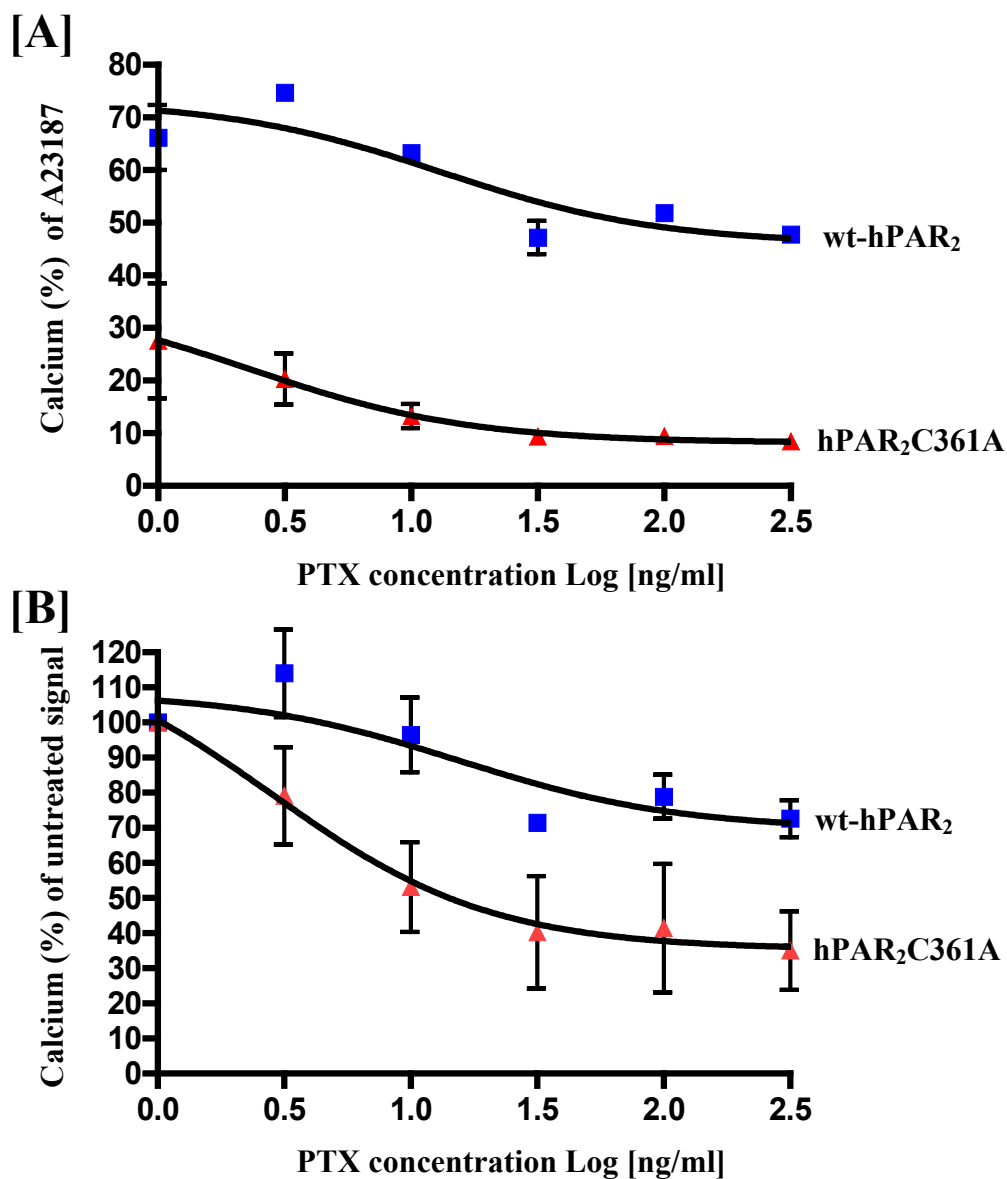 [A]
Calcium (%) of A23187
80
70
60
50
40
30
20
10
0
wt-hPAR₂
hPAR₂C361A
0.0 0.5 1.0 1.5 2.0 2.5
PTX concentration Log [ng/ml]
[B]
Calcium (%) of untreated signal
120
110
100
90
80
70
60
50
40
30
20
10
0
wt-hPAR₂
hPAR₂C361A
0.0 0.5 1.0 1.5 2.0 2.5
PTX concentration Log [ng/ml]